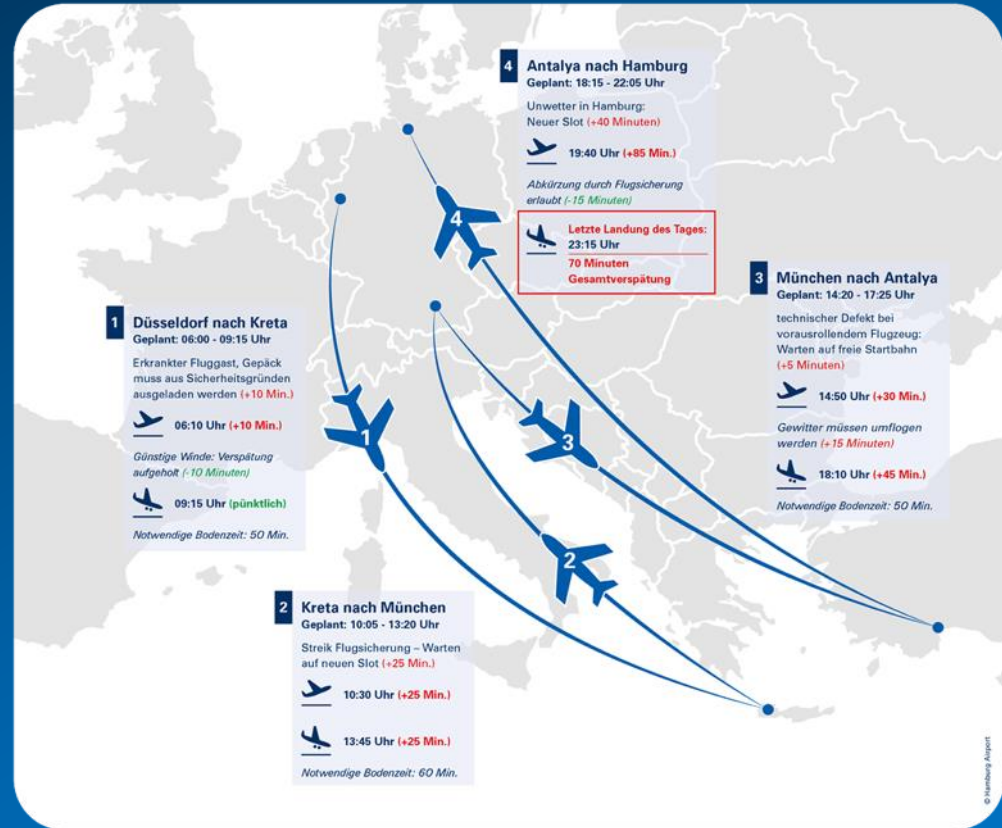 1
Düsseldorf nach Kreta
Geplant: 06:00 - 09:15 Uhr
Erkrankter Fluggast, Gepäck
muss aus Sicherheitsgründen
ausgeladen werden (+10 Min.)
06:10 Uhr (+10 Min.)
Günstige Winde: Verspätung
aufgeholt (-10 Minuten)
09:15 Uhr (pünktlich)
Notwendige Bodenzeit: 50 Min.
2
Kreta nach München
Geplant: 10:05 - 13:20 Uhr
Streik Flugsicherung – Warten
auf neuen Slot (+25 Min.)
10:30 Uhr (+25 Min.)
13:45 Uhr (+25 Min.)
Notwendige Bodenzeit: 60 Min.
3
München nach Antalya
Geplant: 14:20 - 17:25 Uhr
technischer Defekt bei
vorausrollendem Flugzeug:
Warten auf freie Startbahn
(+5 Minuten)
14:50 Uhr (+30 Min.)
Gewitter müssen umflogen
werden (+15 Minuten)
18:10 Uhr (+45 Min.)
Notwendige Bodenzeit: 50 Min.
4
Antalya nach Hamburg
Geplant: 18:15 - 22:05 Uhr
Unwetter in Hamburg:
Neuer Slot (+40 Minuten)
19:40 Uhr (+85 Min.)
Abkürzung durch Flugsicherung
erlaubt (-15 Minuten)
Letzte Landung des Tages:
23:15 Uhr
70 Minuten
Gesamtverspätung
1
2
3
4
© Hamburg Airport